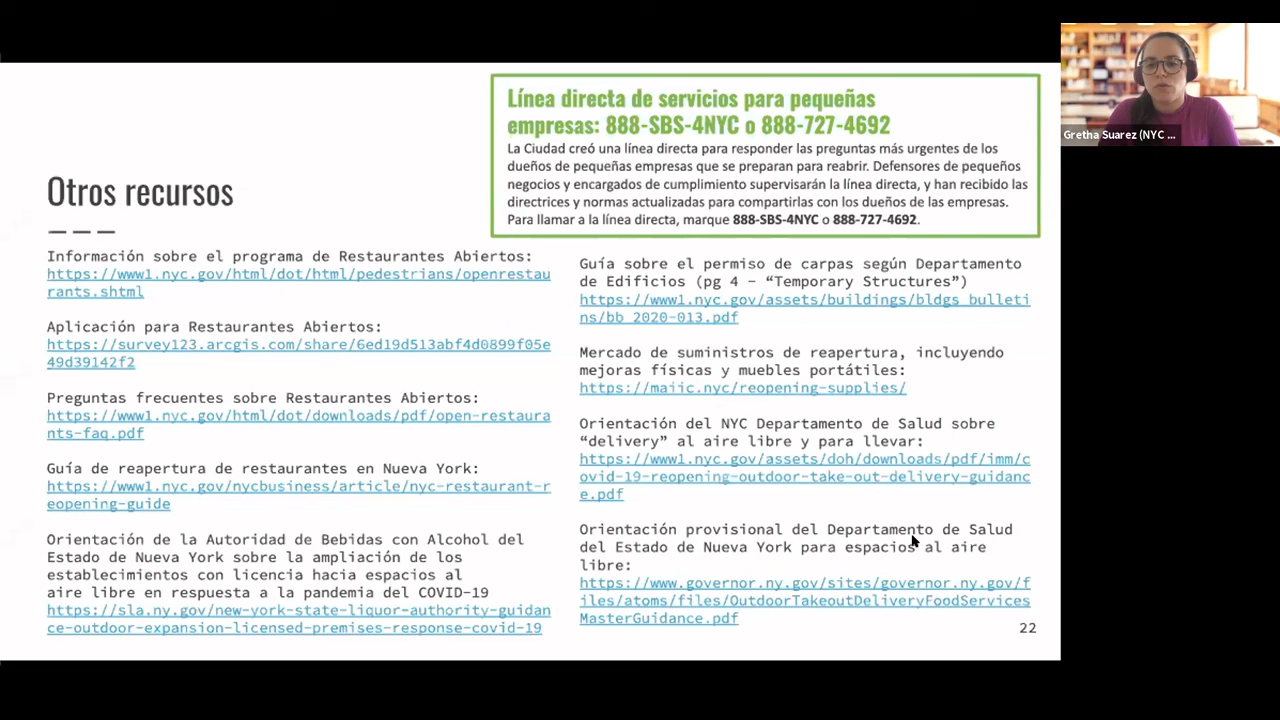 Línea directa de servicios para pequeñas
empresas: 888-SBS-4NYC o 888-727-4692
La Ciudad creó una línea directa para responder las preguntas más urgentes de los
dueños de pequeñas empresas que se preparan para reabrir. Defensores de pequeños
negocios y encargados de cumplimiento supervisarán la línea directa, y han recibido las
directrices y normas actualizadas para compartirlas con los dueños de las empresas.
Para llamar a la línea directa, marque 888-SBS-4NYC o 888-727-4692.
Otros recursos
Información sobre el programa de Restaurantes Abiertos:
https://www1.nyc.gov/html/dot/html/pedestrians/openrestau
rants.shtml
Aplicación para Restaurantes Abiertos:
https://survey123.arcgis.com/share/6ed19d513abf4d0899f05e
49d39142f2
Preguntas frecuentes sobre Restaurantes Abiertos:
https://www1.nyc.gov/html/dot/downloads/pdf/open-restaura
nts-faq.pdf
Guía de reapertura de restaurantes en Nueva York:
https://www1.nyc.gov/nycbusiness/article/nyc-restaurant-r
eopening-guide
Orientación de la Autoridad de Bebidas con Alcohol del
Estado de Nueva York sobre la ampliación de los
establecimientos con licencia hacia espacios al
aire libre en respuesta a la pandemia del COVID-19
https://sla.ny.gov/new-york-state-liquor-authority-guidan
ce-outdoor-expansion-licensed-premises-response-covid-19
Guía sobre el permiso de carpas según Departamento
de Edificios (pg 4 – “Temporary Structures”)
https://www1.nyc.gov/assets/buildings/bldgs_bulleti
ns/bb_2020-013.pdf
Mercado de suministros de reapertura, incluyendo
mejoras físicas y muebles portátiles:
https://maiic.nyc/reopening-supplies/
Orientación del NYC Departamento de Salud sobre
“delivery” al aire libre y para llevar:
https://www1.nyc.gov/assets/doh/downloads/pdf/imm/c
ovid-19-reopening-outdoor-take-out-delivery-guidanc
e.pdf
Orientación provisional del Departamento de Salud
del Estado de Nueva York para espacios al aire
libre:
https://www.governor.ny.gov/sites/governor.ny.gov/f
iles/atoms/files/OutdoorTakeoutDeliveryFoodServices
MasterGuidance.pdf
22
Gretha Suarez (NYC ...